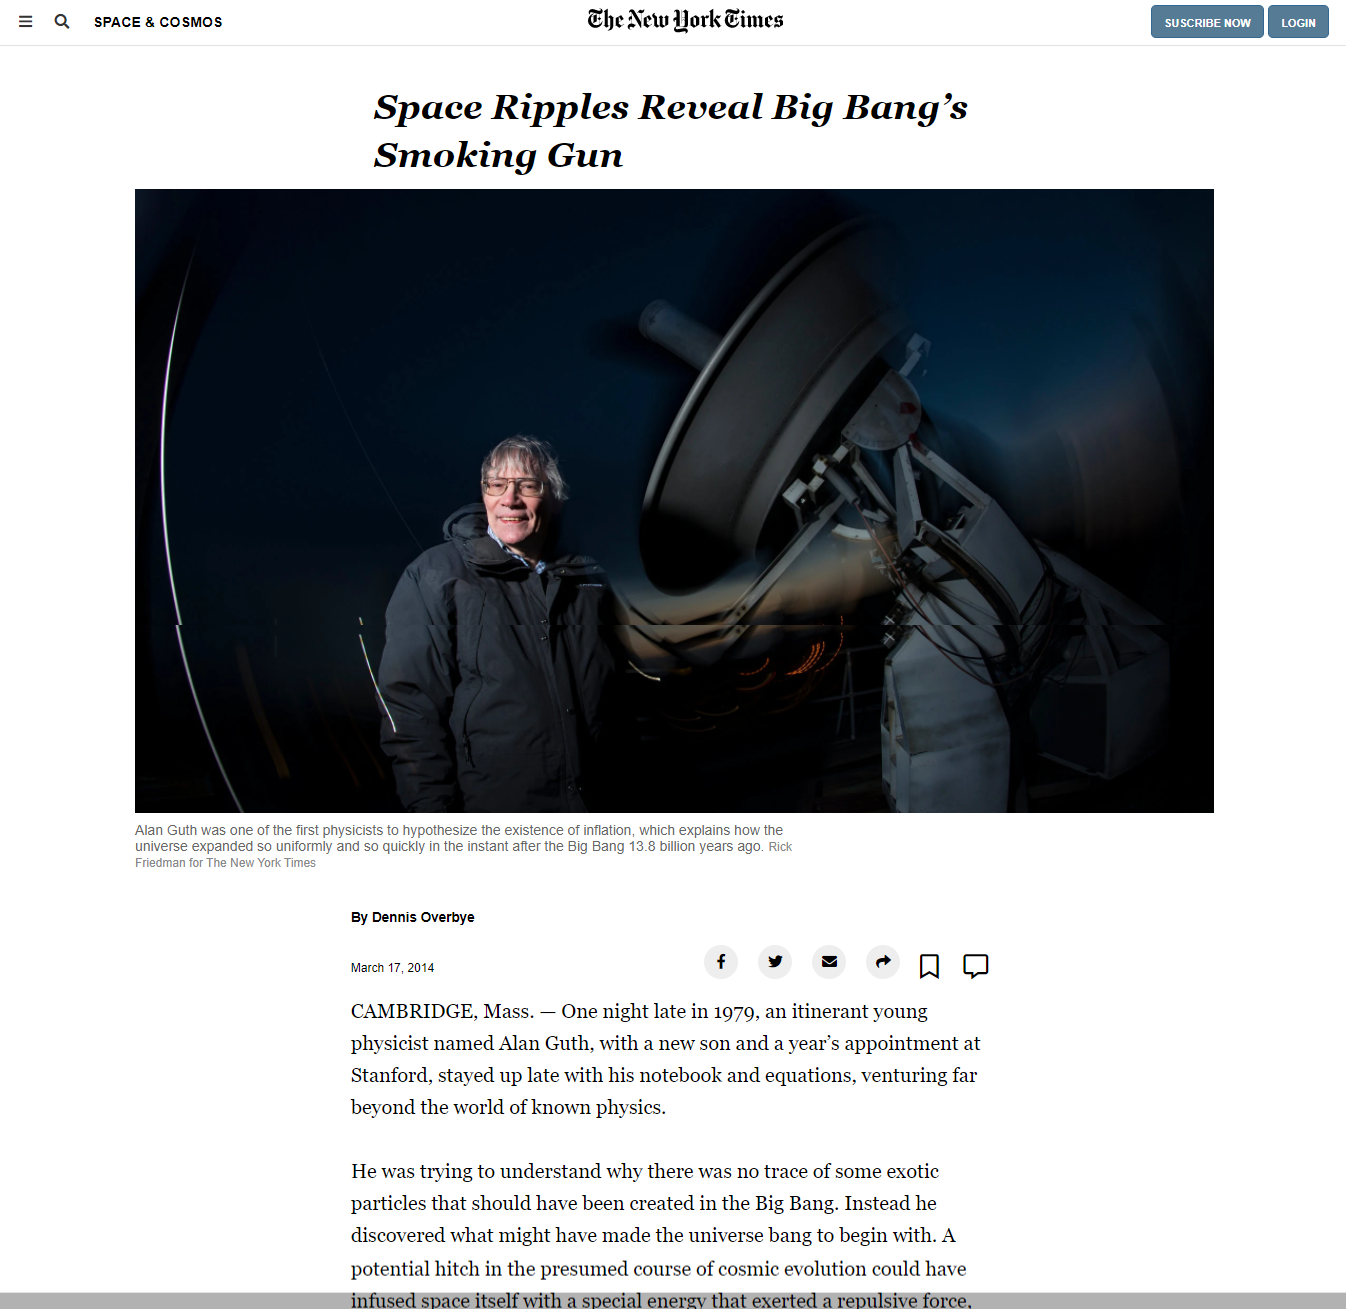 SPACE & COSMOS
The New York Times
SUSCRIBE NOW
LOGIN
Space Ripples Reveal Big Bang’s
Smoking Gun
Alan Guth was one of the first physicists to hypothesize the existence of inflation, which explains how the
universe expanded so uniformly and so quickly in the instant after the Big Bang 13.8 billion years ago. Rick
Friedman for The New York Times
By Dennis Overbye
March 17, 2014
CAMBRIDGE, Mass. — One night late in 1979, an itinerant young
physicist named Alan Guth, with a new son and a year’s appointment at
Stanford, stayed up late with his notebook and equations, venturing far
beyond the world of known physics.
He was trying to understand why there was no trace of some exotic
particles that should have been created in the Big Bang. Instead he
discovered what might have made the universe bang to begin with. A
potential hitch in the presumed course of cosmic evolution could have
infused space itself with a special energy that exerted a repulsive force,